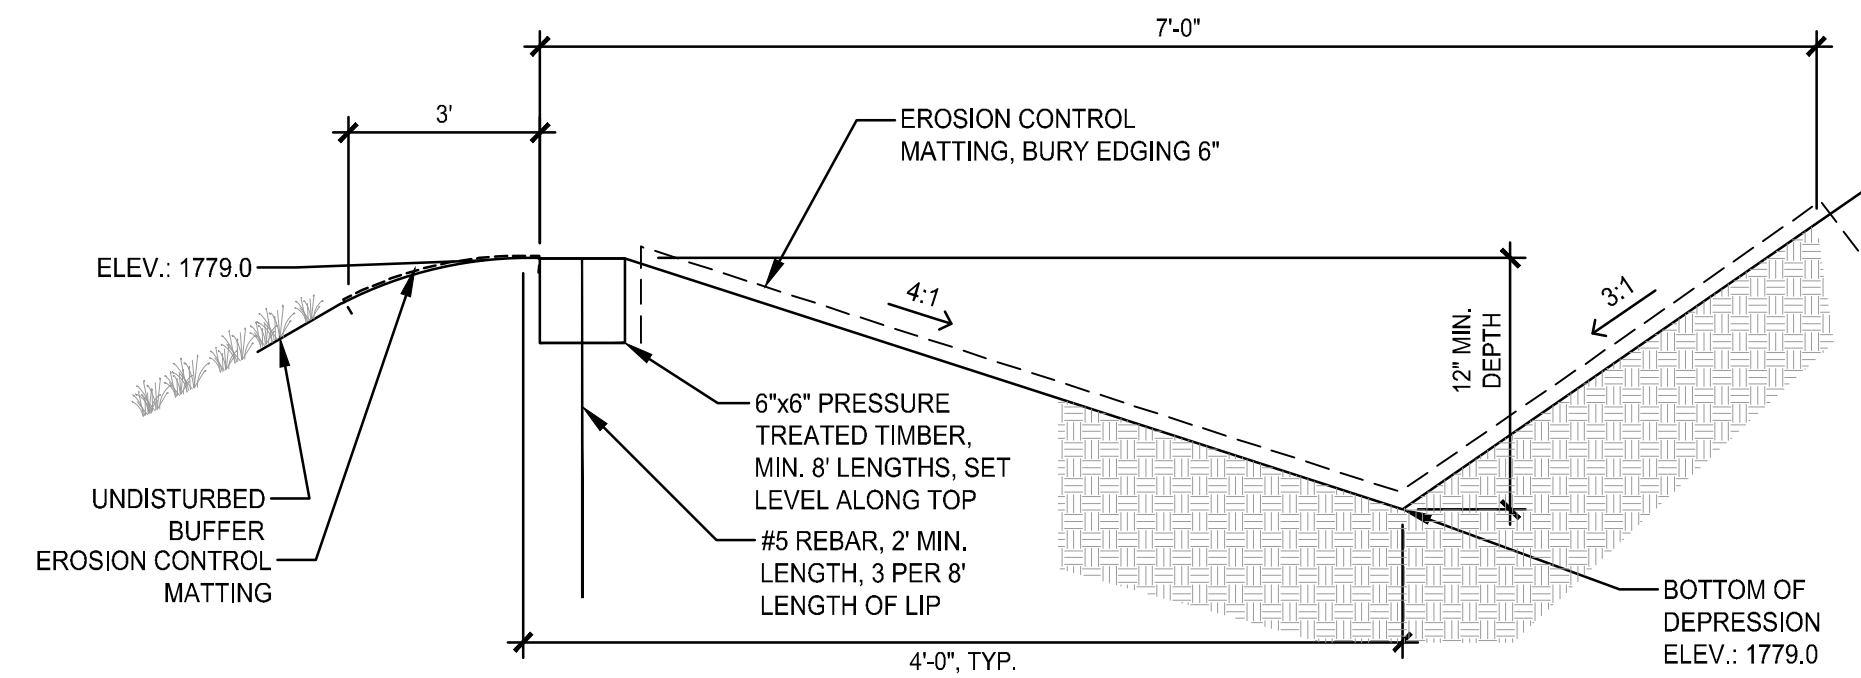 7'-0"
3'
EROSION CONTROL
MATTING, BURY EDGING 6"
ELEV.: 1779.0
4:1
3:1
12" MIN.
DEPTH
6"x6" PRESSURE
TREATED TIMBER,
MIN. 8' LENGTHS, SET
LEVEL ALONG TOP
UNDISTURBED
BUFFER
EROSION CONTROL
MATTING
#5 REBAR, 2' MIN.
LENGTH, 3 PER 8'
LENGTH OF LIP
BOTTOM OF
DEPRESSION
ELEV.: 1779.0
4'-0", TYP.